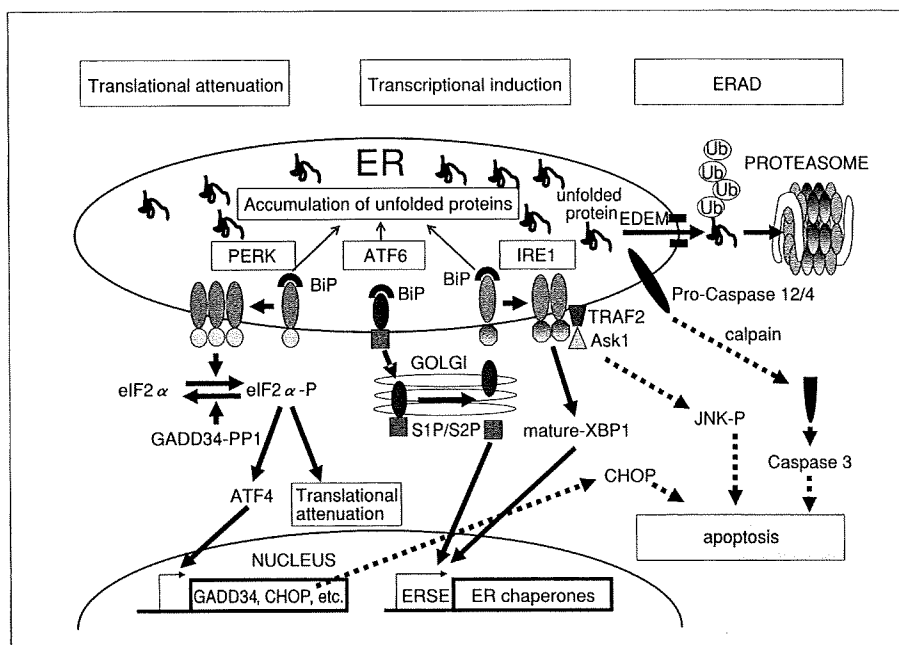 Translational attenuation
Transcriptional induction
ERAD
ER
Ub
Ub
Ub
Ub
PROTEASOME
Accumulation of unfolded proteins
unfolded
protein
EDEM
PERK
ATF6
IRE1
BiP
BiP
BiP
Pro-Caspase 12/4
TRAF2
Ask1
calpain
GOLGI
eIF2α
eIF2α-P
S1P/S2P
mature-XBP1
JNK-P
GADD34-PP1
Caspase 3
CHOP
ATF4
Translational
attenuation
apoptosis
NUCLEUS
GADD34, CHOP, etc.
ERSE
ER chaperones